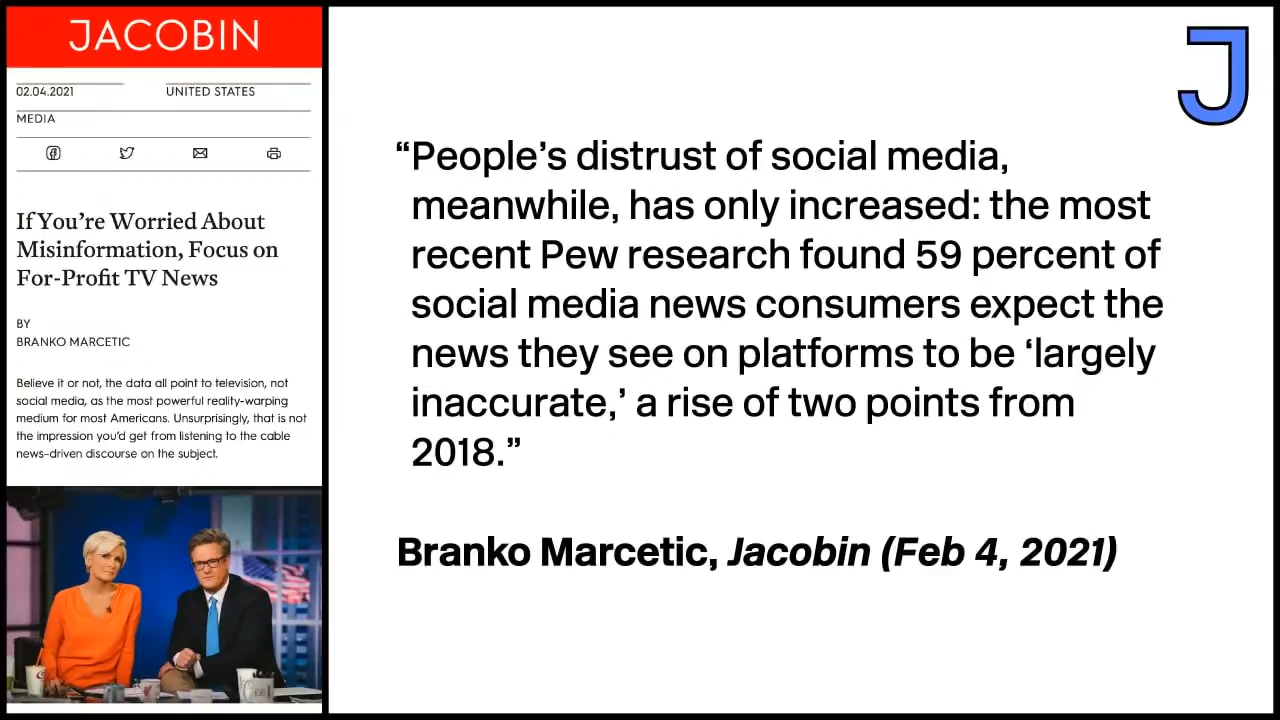 JACOBIN
02.04.2021 UNITED STATES
MEDIA
If You’re Worried About
Misinformation, Focus on
For-Profit TV News
BY
BRANKO MARCETIC
Believe it or not, the data all point to television, not
social media, as the most powerful reality-warping
medium for most Americans. Unsurprisingly, that is not
the impression you’d get from listening to the cable
news-driven discourse on the subject.
J
“People’s distrust of social media,
meanwhile, has only increased: the most
recent Pew research found 59 percent of
social media news consumers expect the
news they see on platforms to be ‘largely
inaccurate,’ a rise of two points from
2018.”
Branko Marcetic, Jacobin (Feb 4, 2021)